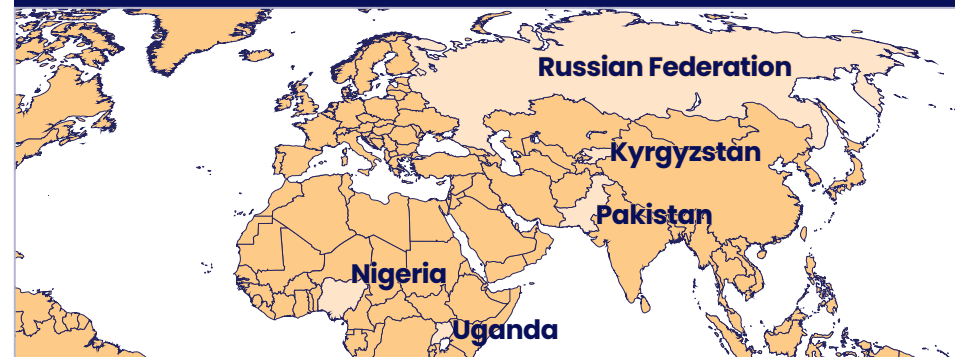 Russian Federation
Kyrgyzstan
Pakistan
Nigeria
Uganda